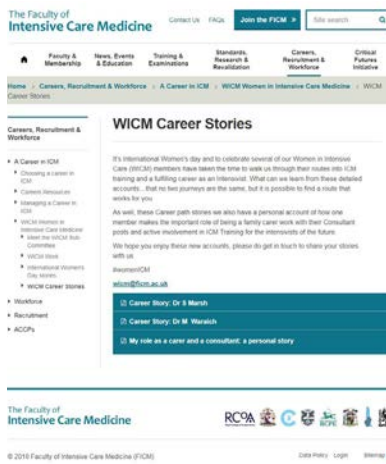 The Faculty of
Intensive Care Medicine
Contact Us FAQs Join the FICM > Site search
Faculty & Membership
News, Events & Education
Training & Examinations
Standards, Research & Revalidation
Careers, Recruitment & Workforce
Critical Futures Initiative
Home > Careers, Recruitment & Workforce > A Career in ICM > WICM Women in Intensive Care Medicine > WICM
Career Stories
Careers, Recruitment &
Workforce
A Career in ICM
Choosing a career in
ICM
Careers Resources
Managing a Career in
ICM
WICM Women in
Intensive Care Medicine
Meet the WICM Sub-
Committee
WICM Work
International Women's
Day stories
WICM Career Stories
Workforce
Recruitment
ACCPs
WICM Career Stories
It's International Women's day and to celebrate several of our Women in Intensive
Care (WICM) members have taken the time to walk us through their routes into ICM
training and a fulfilling career as an Intensivist. What can we learn from these detailed
accounts... that no two journeys are the same, but it is possible to find a route that
works for you.
As well, these Career path stories we also have a personal account of how one
member makes the important role of being a family carer work with their Consultant
posts and active involvement in ICM Training for the intensivists of the future.
We hope you enjoy these new accounts, please do get in touch to share your stories
with us.
#womenICM
wicm@ficm.ac.uk
Career Story: Dr S Marsh
Career Story: Dr M Waraich
My role as a carer and a consultant: a personal story
The Faculty of
Intensive Care Medicine
RCOA
RCPE
Data Policy Login Sitemap